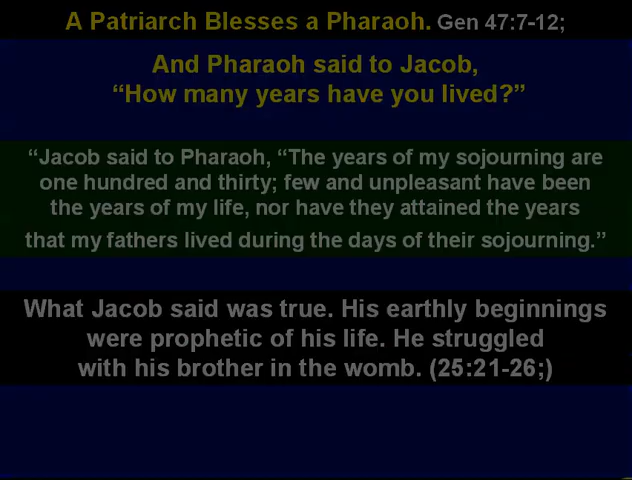 A Patriarch Blesses a Pharaoh. Gen 47:7-12;
And Pharaoh said to Jacob,
“How many years have you lived?”
“Jacob said to Pharaoh, “The years of my sojourning are
one hundred and thirty; few and unpleasant have been
the years of my life, nor have they attained the years
that my fathers lived during the days of their sojourning.”
What Jacob said was true. His earthly beginnings
were prophetic of his life. He struggled
with his brother in the womb. (25:21-26;)